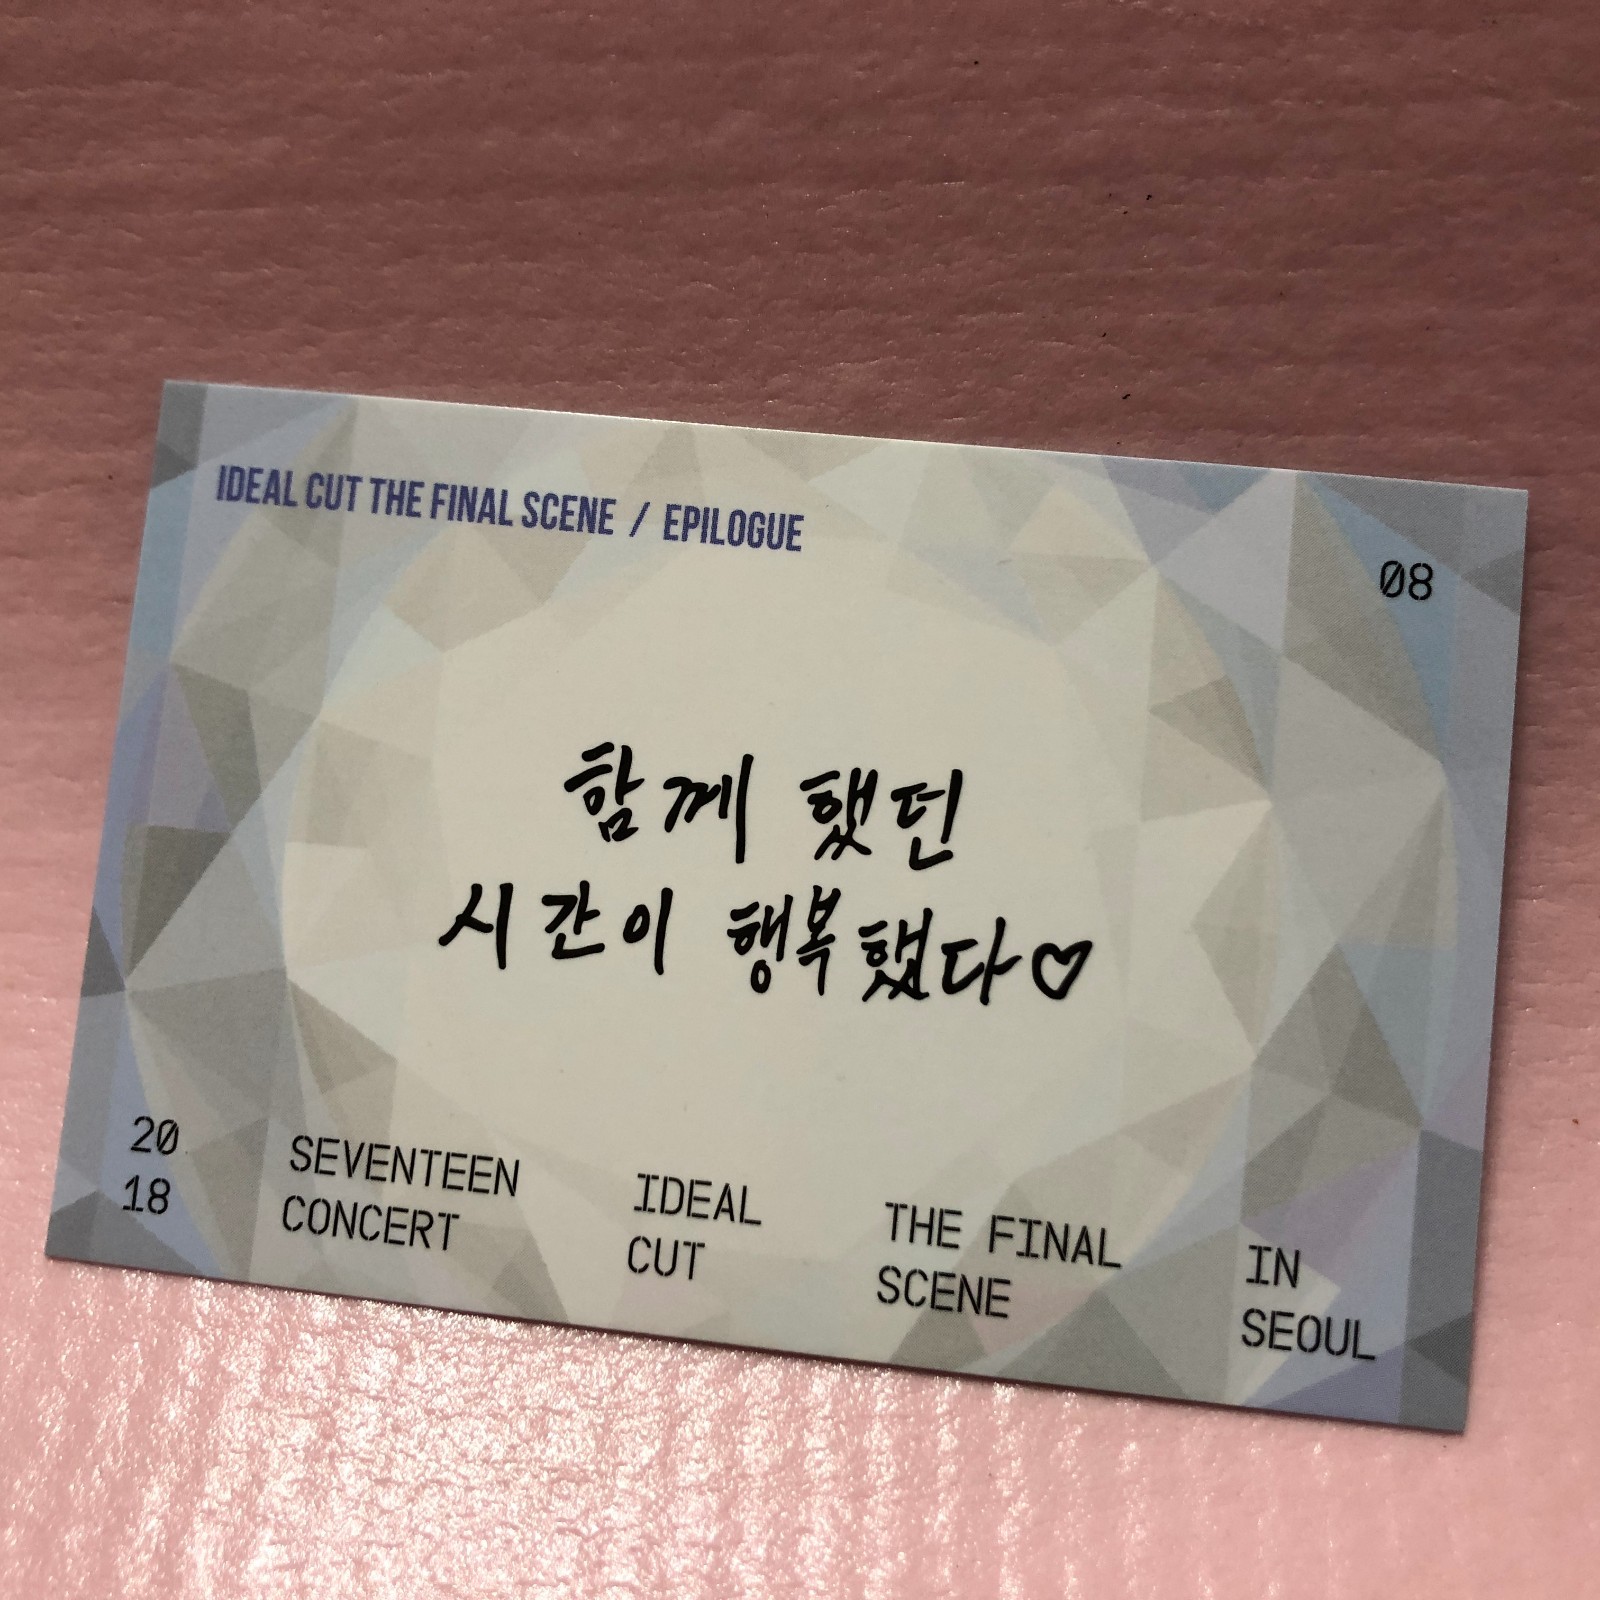 IDEAL CUT THE FINAL SCENE / EPILOGUE
08
함께 했던
시간이 행복했다♡
20
18
SEVENTEEN
CONCERT
IDEAL
CUT
THE FINAL
SCENE
IN
SEOUL